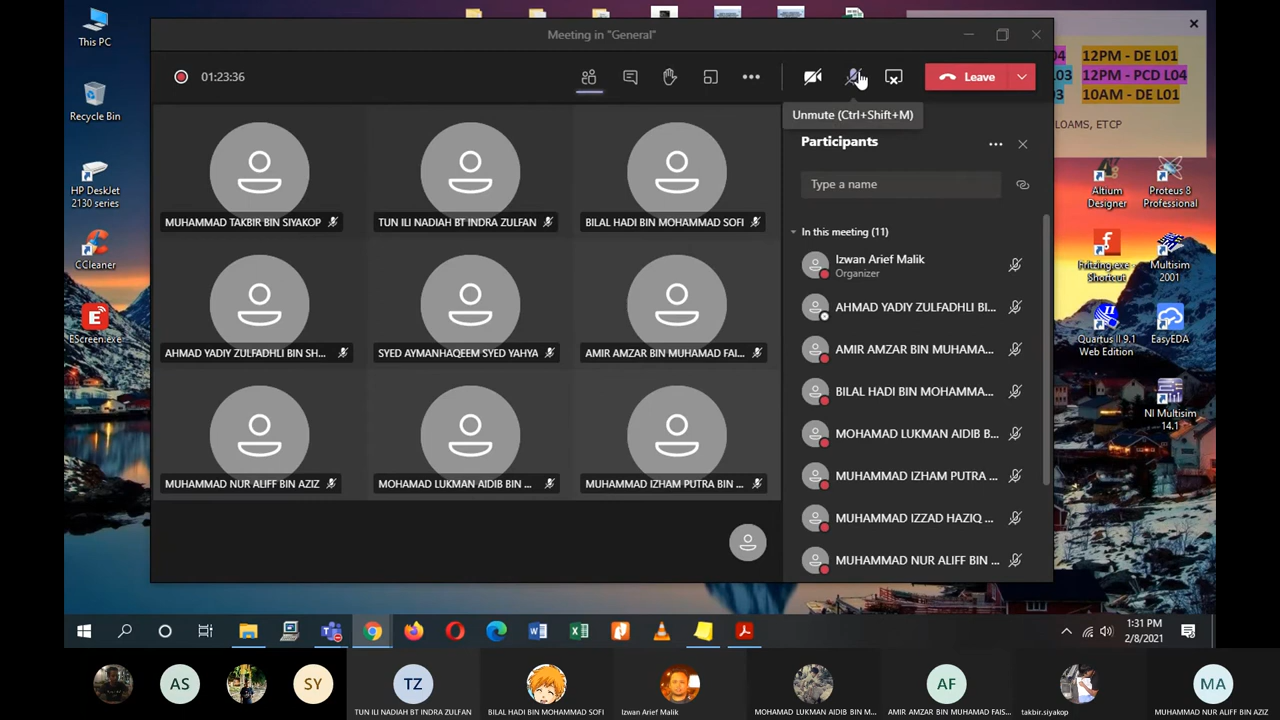 This PC
Recycle Bin
HP DeskJet
2130 series
CCleaner
EScreen.exe
Meeting in "General"
01:23:36
Leave
Unmute (Ctrl+Shift+M)
MUHAMMAD TAKBIR BIN SIYAKOP
TUN ILI NADIAH BT INDRA ZULFAN
BILAL HADI BIN MOHAMMAD SOFI
AHMAD YADIY ZULFADHLI BIN SH...
SYED AYMANHAQEEM SYED YAHYA
AMIR AMZAR BIN MUHAMAD FAI...
MUHAMMAD NUR ALIFF BIN AZIZ
MOHAMAD LUKMAN AIDIB BIN ...
MUHAMMAD IZHAM PUTRA BIN ...
Participants
Type a name
In this meeting (11)
Izwan Arief Malik
Organizer
AHMAD YADIY ZULFADHLI BI...
AMIR AMZAR BIN MUHAMA...
BILAL HADI BIN MOHAMMA...
MOHAMAD LUKMAN AIDIB B...
MUHAMMAD IZHAM PUTRA ...
MUHAMMAD IZZAD HAZIQ ...
MUHAMMAD NUR ALIFF BIN ...
04 12PM - DE L01
L03 12PM - PCD L04
03 10AM - DE L01
LOAMS, ETCP
Altium
Designer
Proteus 8
Professional
Fritzing.exe -
Shortcut
Multisim
2001
Quartus II 9.1
Web Edition
EasyEDA
NI Multisim
14.1
1:31 PM
2/8/2021
AS
SY
TZ
AF
MA
TUN ILI NADIAH BT INDRA ZULFAN
BILAL HADI BIN MOHAMMAD SOFI
Izwan Arief Malik
MOHAMAD LUKMAN AIDIB BIN M...
AMIR AMZAR BIN MUHAMAD FAIS...
takbir.siyakop
MUHAMMAD NUR ALIFF BIN AZIZ